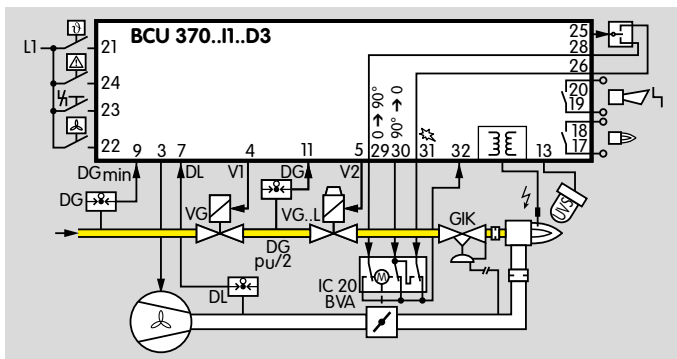 BCU 370..I1..D3
25
28
26
L1
21
24
23
22
20
19
18
17
0 → 90°
90° → 0
9
3
7
4
11
5
29
30
31
32
13
DGmin
DL
V1
DG
V2
DG
VG
VG..L
GIK
UVS
DG
pu/2
IC 20
BVA
M
DL